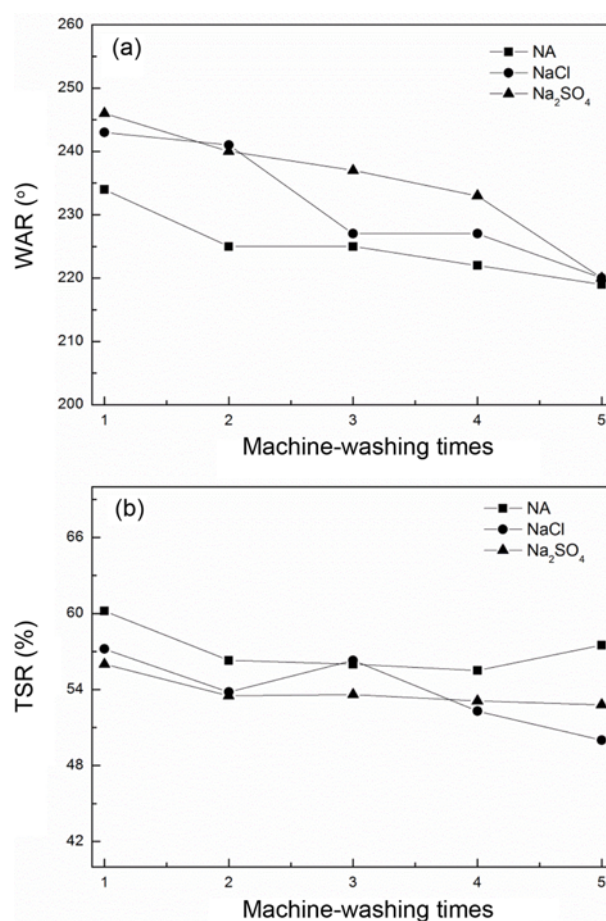 260
(a)
NA
NaCl
Na₂SO₄
250
240
230
220
210
200
WAR (°)
1 2 3 4 5
Machine-washing times
(b)
NA
NaCl
Na₂SO₄
66
60
54
48
42
TSR (%)
1 2 3 4 5
Machine-washing times